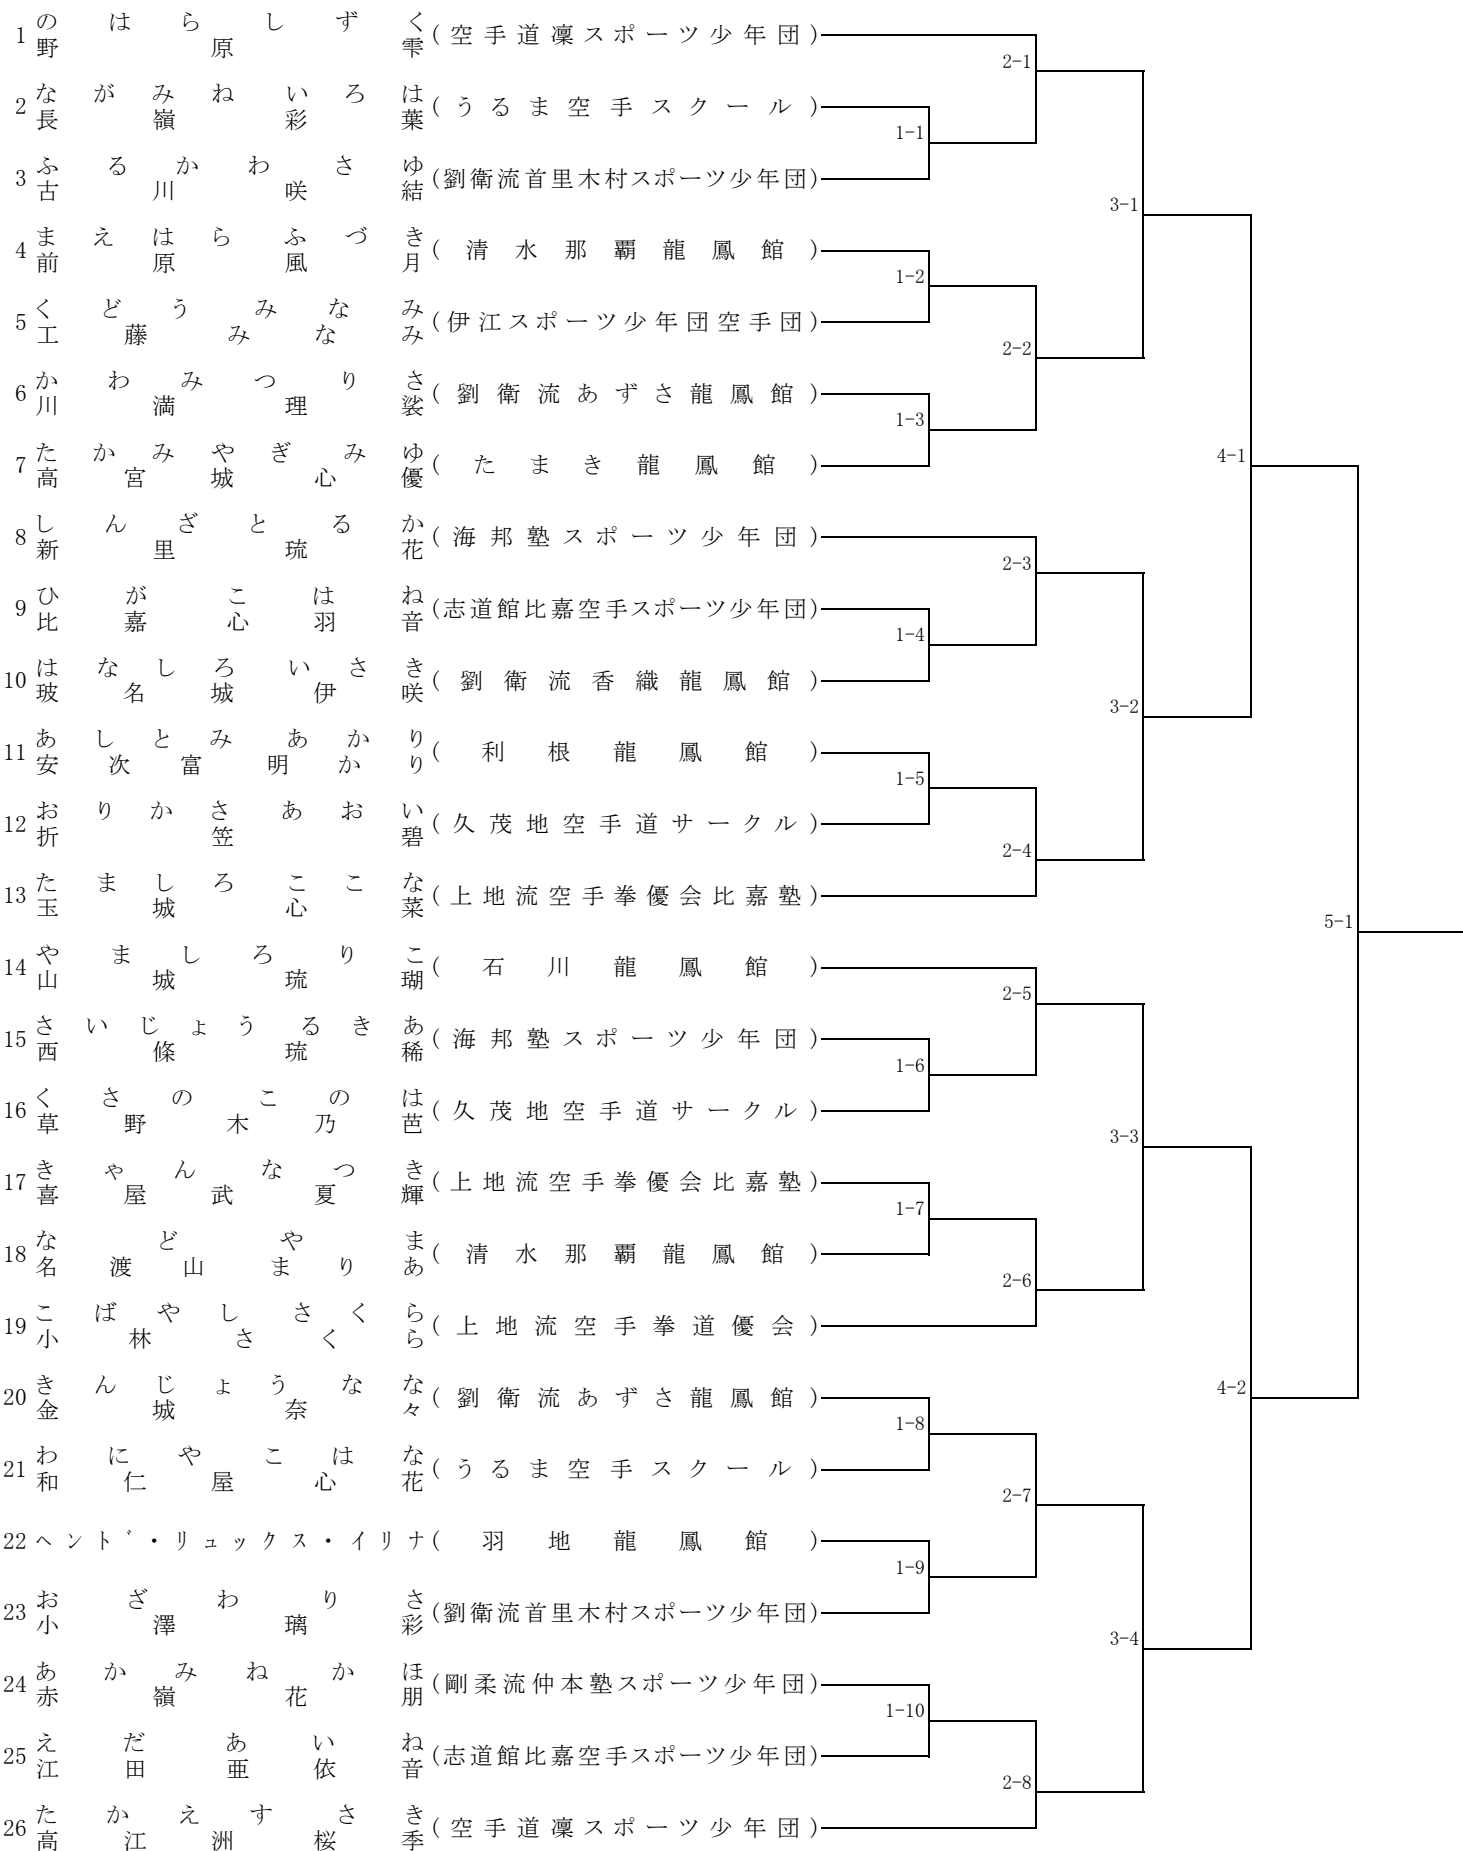 のはらしずく
1 野原雫 (空手道凜スポーツ少年団)
2-1
ながみねいろは
2 長嶺彩葉 (うるま空手スクール)
1-1
ふるかわさゆ
3 古川咲結 (劉衛流首里木村スポーツ少年団)
3-1
まえはらふづき
4 前原風月 (清水那覇龍鳳館)
1-2
くどうみなみ
5 工藤みなみ (伊江スポーツ少年団空手団)
2-2
かわみつりさ
6 川満理裟 (劉衛流あずさ龍鳳館)
1-3
たかみやぎみゆ
7 高宮城心優 (たまき龍鳳館)
4-1
しんざとるか
8 新里琉花 (海邦塾スポーツ少年団)
2-3
ひがこはね
9 比嘉心羽音 (志道館比嘉空手スポーツ少年団)
1-4
はなしろいさき
10 玻名城伊咲 (劉衛流香織龍鳳館)
3-2
あしとみあかり
11 安次富明かり (利根龍鳳館)
1-5
おりかさあおい
12 折笠碧 (久茂地空手道サークル)
2-4
たましろここな
13 玉城心菜 (上地流空手拳優会比嘉塾)
5-1
やましろりこ
14 山城琉瑚 (石川龍鳳館)
2-5
さいじょうるきあ
15 西條琉稀 (海邦塾スポーツ少年団)
1-6
くさのこのは
16 草野木乃芭 (久茂地空手道サークル)
3-3
きゃんなつき
17 喜屋武夏輝 (上地流空手拳優会比嘉塾)
1-7
などやま
18 名渡山まりあ (清水那覇龍鳳館)
2-6
こばやしさくら
19 小林さくら (上地流空手拳道優会)
きんじょうなな
20 金城奈々 (劉衛流あずさ龍鳳館)
4-2
1-8
わにやこはな
21 和仁屋心花 (うるま空手スクール)
2-7
22 ヘンド・リュックス・イリナ (羽地龍鳳館)
1-9
おざわりさ
23 小澤璃彩 (劉衛流首里木村スポーツ少年団)
3-4
あかみねかほ
24 赤嶺花朋 (剛柔流仲本塾スポーツ少年団)
1-10
えだあいね
25 江田亜依音 (志道館比嘉空手スポーツ少年団)
2-8
たかえすさき
26 高江洲桜季 (空手道凜スポーツ少年団)